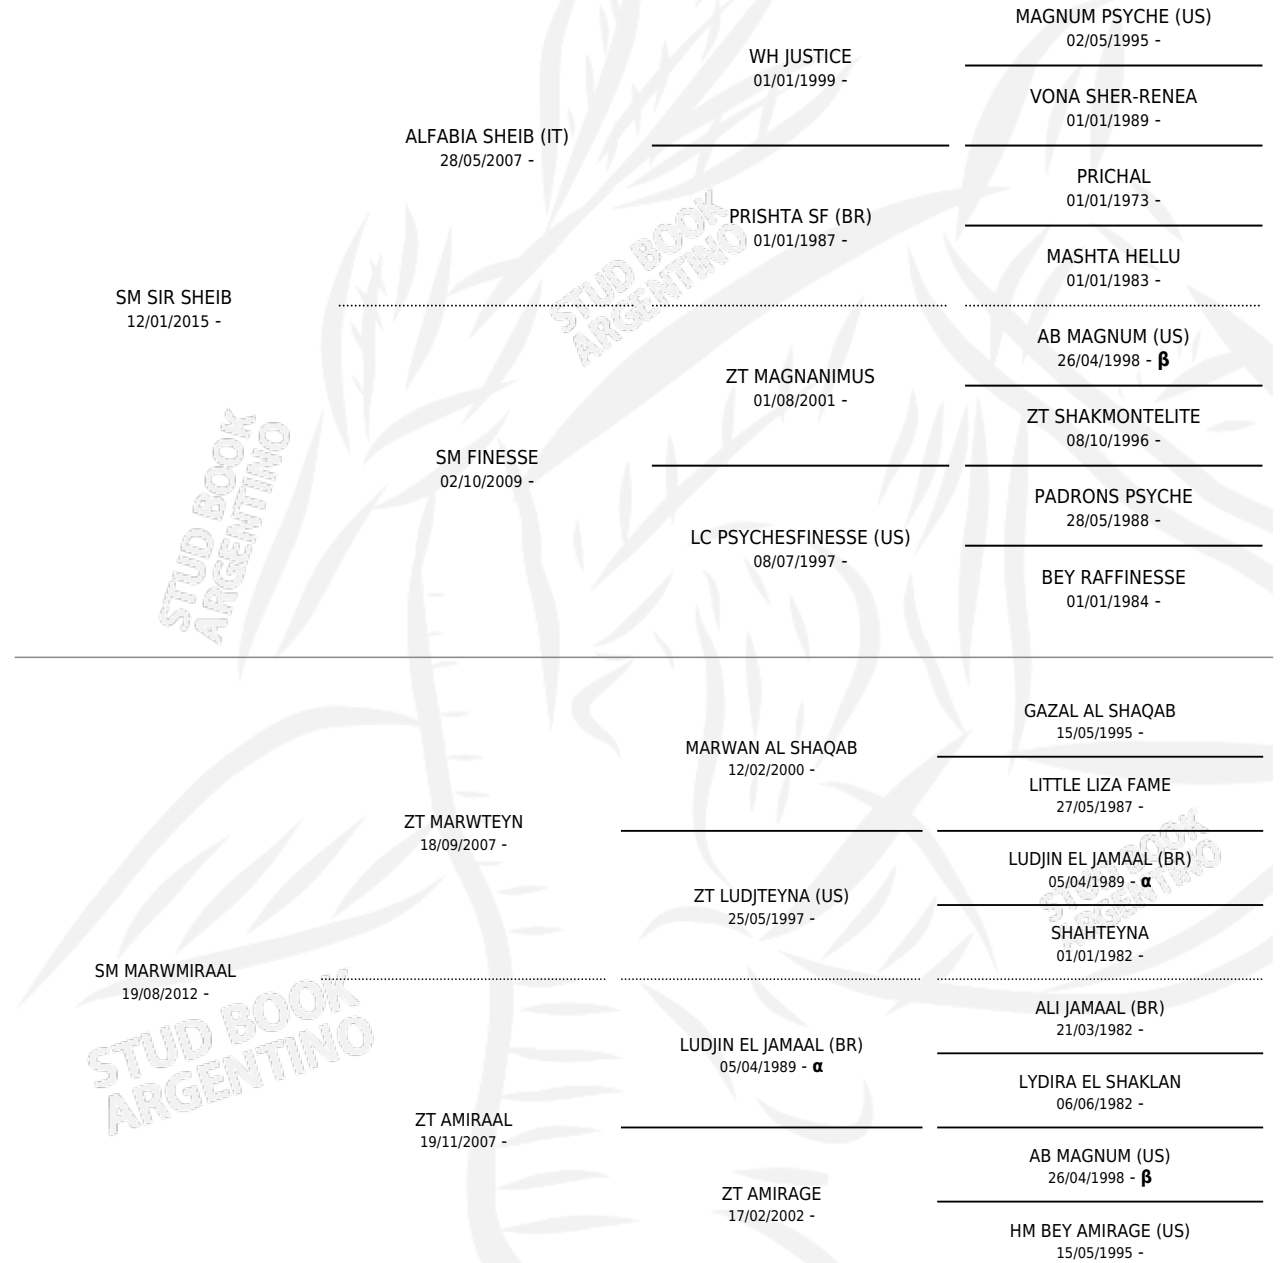 MAGNUM PSYCHE (US)
02/05/1995 -
WH JUSTICE
01/01/1999 -
VONA SHER-RENEA
01/01/1989 -
ALFABIA SHEIB (IT)
28/05/2007 -
PRICHAL
01/01/1973 -
PRISHTA SF (BR)
01/01/1987 -
MASHTA HELLU
01/01/1983 -
SM SIR SHEIB
12/01/2015 -
AB MAGNUM (US)
26/04/1998 - β
ZT MAGNANIMUS
01/08/2001 -
ZT SHAKMONTELITE
08/10/1996 -
SM FINESSE
02/10/2009 -
PADRONS PSYCHE
28/05/1988 -
LC PSYCHESFINESSE (US)
08/07/1997 -
BEY RAFFINESSE
01/01/1984 -
STUD BOOK
ARGENTINO
STUD BOOK
ARGENTINO
GAZAL AL SHAQAB
15/05/1995 -
MARWAN AL SHAQAB
12/02/2000 -
LITTLE LIZA FAME
27/05/1987 -
ZT MARWTEYN
18/09/2007 -
LUDJIN EL JAMAAL (BR)
05/04/1989 - α
ZT LUDJTEYNA (US)
25/05/1997 -
SHAHTEYNA
01/01/1982 -
SM MARWMIRAAL
19/08/2012 -
ALI JAMAAL (BR)
21/03/1982 -
LUDJIN EL JAMAAL (BR)
05/04/1989 - α
LYDIRA EL SHAKLAN
06/06/1982 -
ZT AMIRAAL
19/11/2007 -
AB MAGNUM (US)
26/04/1998 - β
ZT AMIRAGE
17/02/2002 -
HM BEY AMIRAGE (US)
15/05/1995 -
STUD BOOK
ARGENTINO
STUD BOOK
ARGENTINO